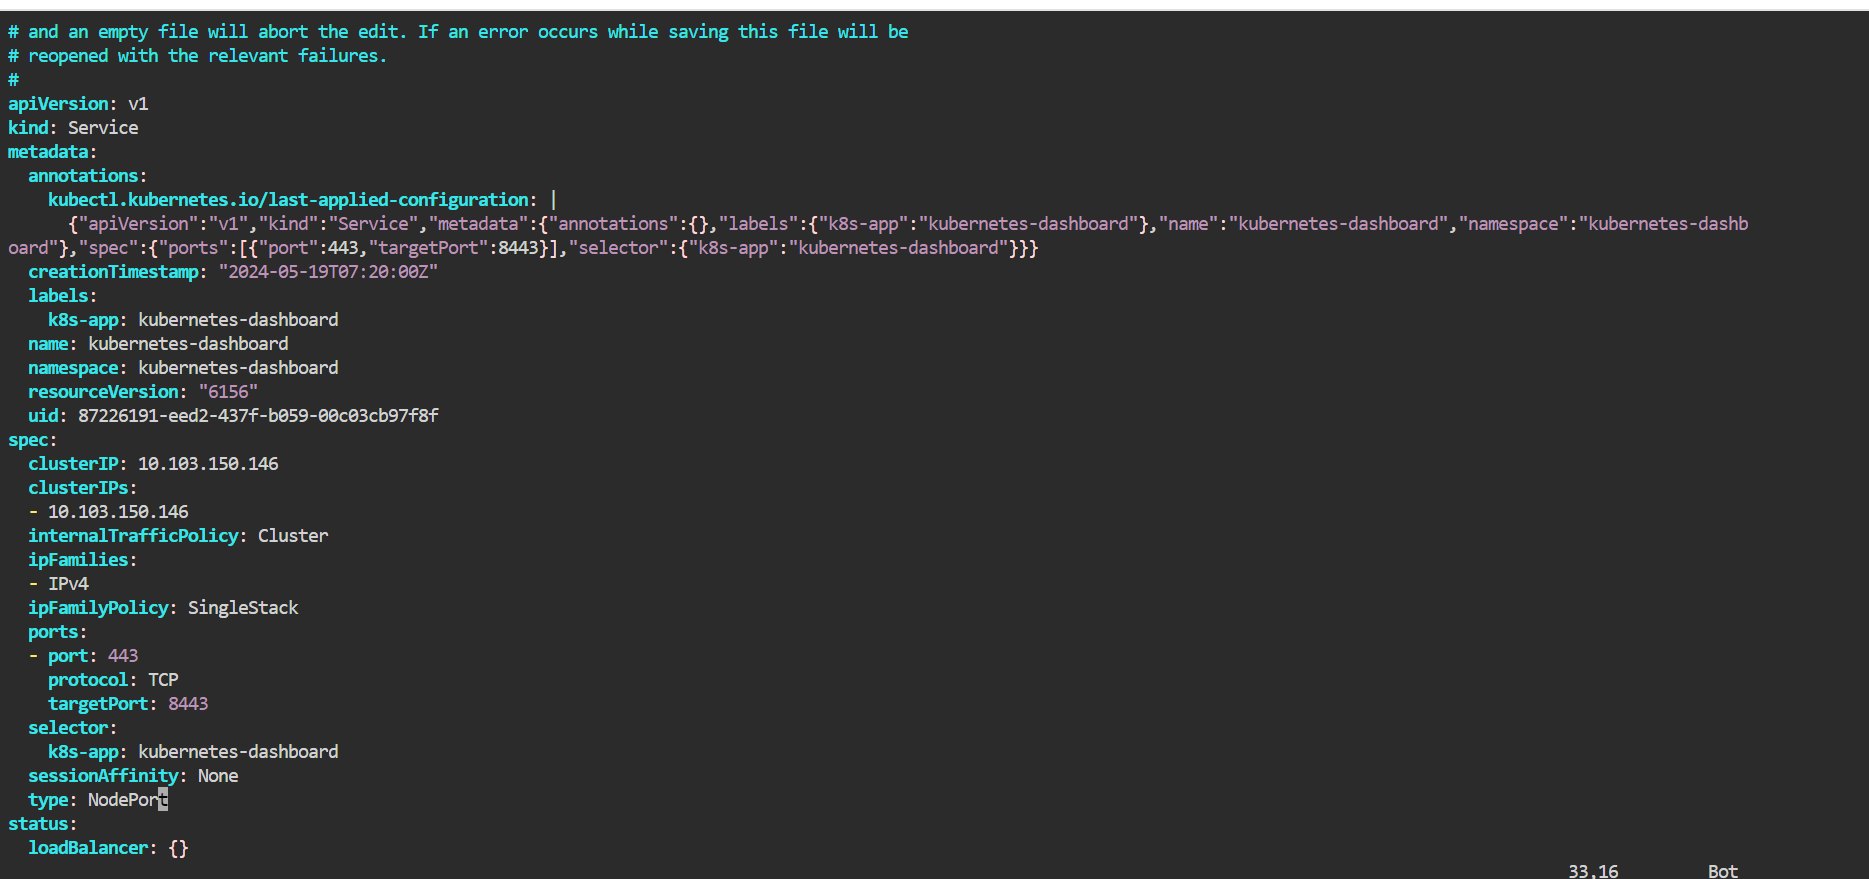 # and an empty file will abort the edit. If an error occurs while saving this file will be
# reopened with the relevant failures.
#
apiVersion: v1
kind: Service
metadata:
  annotations:
    kubectl.kubernetes.io/last-applied-configuration: |
      {"apiVersion":"v1","kind":"Service","metadata":{"annotations":{},"labels":{"k8s-app":"kubernetes-dashboard"},"name":"kubernetes-dashboard","namespace":"kubernetes-dashb
oard"},"spec":{"ports":[{"port":443,"targetPort":8443}],"selector":{"k8s-app":"kubernetes-dashboard"}}}
  creationTimestamp: "2024-05-19T07:20:00Z"
  labels:
    k8s-app: kubernetes-dashboard
  name: kubernetes-dashboard
  namespace: kubernetes-dashboard
  resourceVersion: "6156"
  uid: 87226191-eed2-437f-b059-00c03cb97f8f
spec:
  clusterIP: 10.103.150.146
  clusterIPs:
  - 10.103.150.146
  internalTrafficPolicy: Cluster
  ipFamilies:
  - IPv4
  ipFamilyPolicy: SingleStack
  ports:
  - port: 443
    protocol: TCP
    targetPort: 8443
  selector:
    k8s-app: kubernetes-dashboard
  sessionAffinity: None
  type: NodePort
status:
  loadBalancer: {}
33,16 Bot